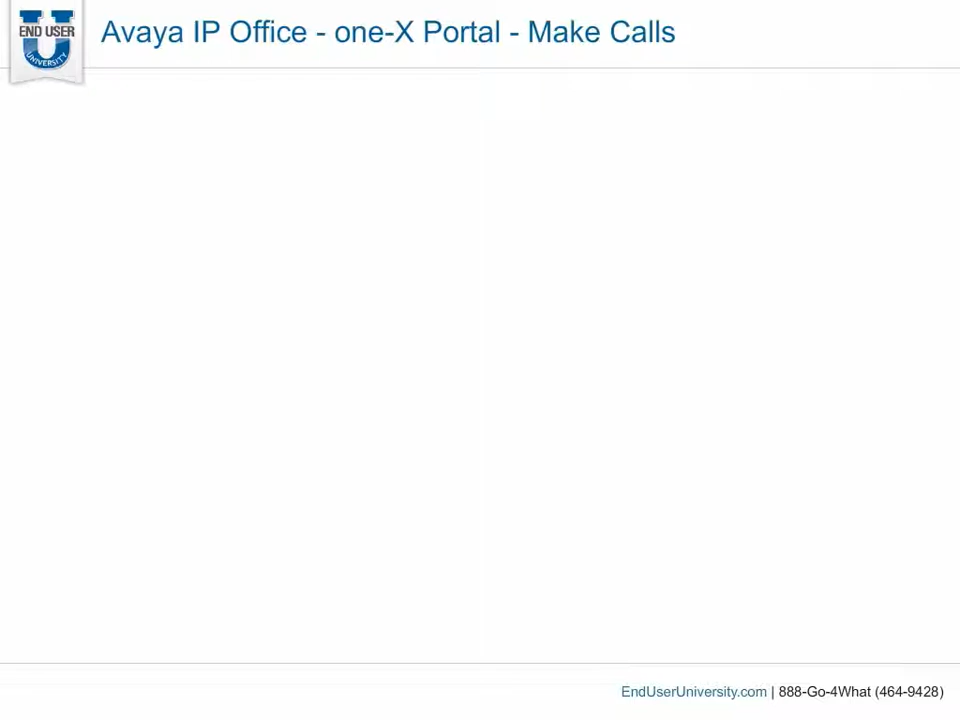 END USER
U
UNIVERSITY
Avaya IP Office - one-X Portal - Make Calls
EndUserUniversity.com | 888-Go-4What (464-9428)